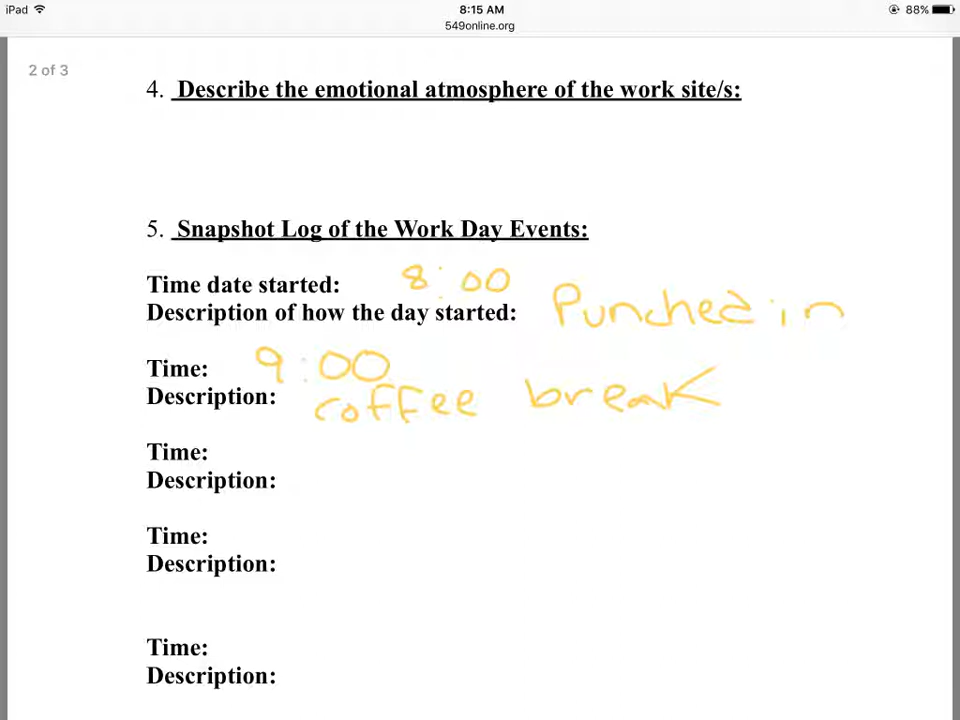 iPad 8:15 AM 88%
549online.org
2 of 3
4. Describe the emotional atmosphere of the work site/s:
5. Snapshot Log of the Work Day Events:
Time date started: 8:00
Description of how the day started: Punched in
Time: 9:00
Description: coffee break
Time:
Description:
Time:
Description:
Time:
Description: